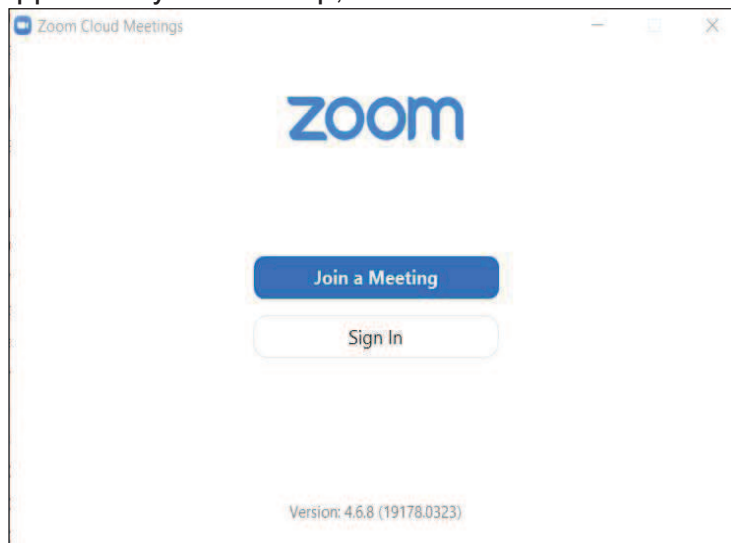 Zoom Cloud Meetings
zoom
Join a Meeting
Sign In
Version: 4.6.8 (19178.0323)